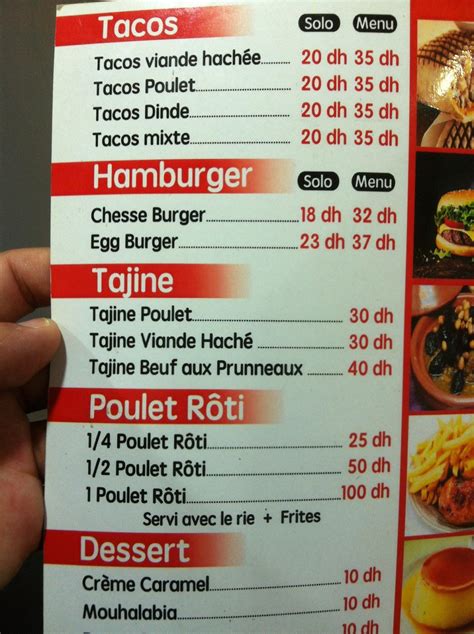 Tacos Solo Menu
Tacos viande hachée............ 20 dh 35 dh
Tacos Poulet............ 20 dh 35 dh
Tacos Dinde............ 20 dh 35 dh
Tacos mixte............ 20 dh 35 dh
Hamburger Solo Menu
Chesse Burger............ 18 dh 32 dh
Egg Burger............ 23 dh 37 dh
Tajine
Tajine Poulet............ 30 dh
Tajine Viande Haché ............ 30 dh
Tajine Beuf aux Prunneaux ............ 40 dh
Poulet Rôti
1/4 Poulet Rôti............ 25 dh
1/2 Poulet Rôti............ 50 dh
1 Poulet Rôti............ 100 dh
Servi avec le rie + Frites
Dessert
Crème Caramel............ 10 dh
Mouhalabia............ 10 dh